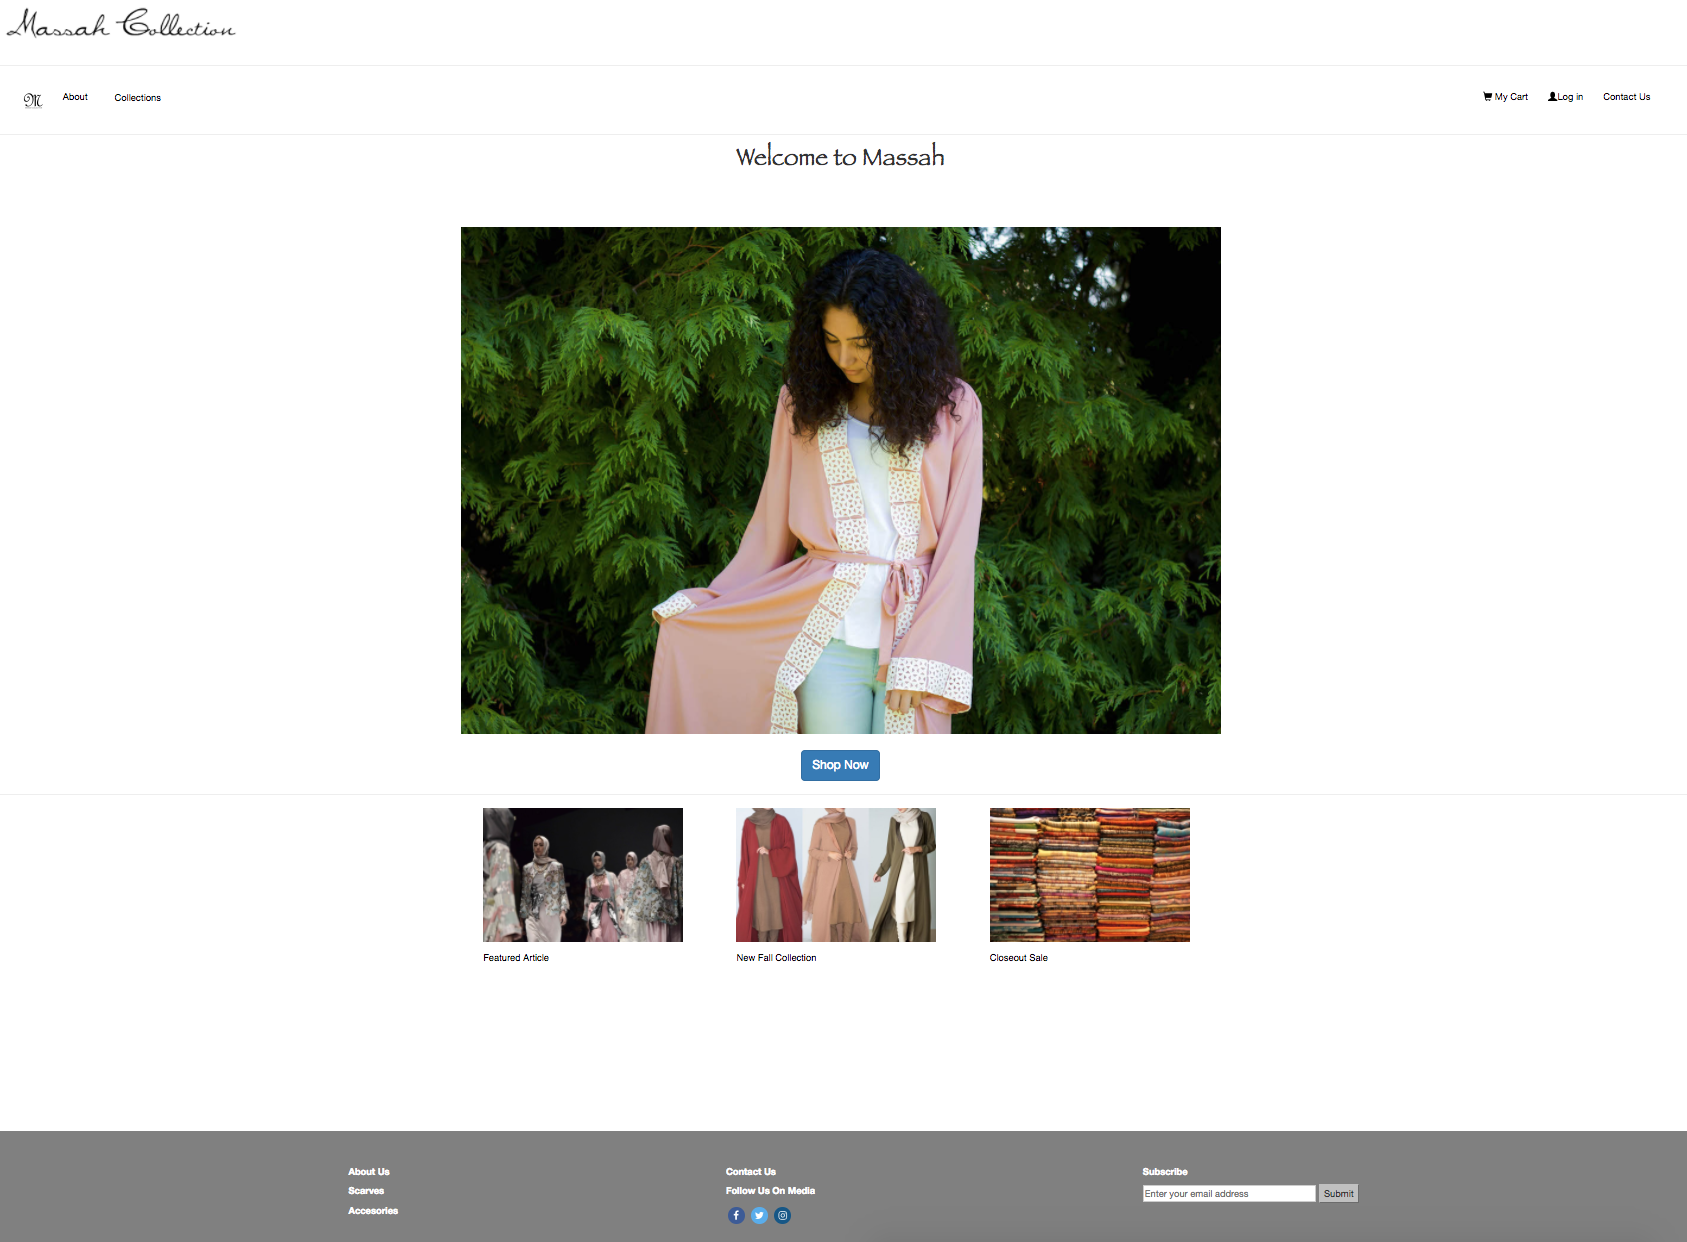 Massah Collection
M About Collections My Cart Log in Contact Us
Welcome to Massah
Shop Now
Featured Article New Fall Collection Closeout Sale
About Us Contact Us Subscribe
Scarves Follow Us On Media Enter your email address Submit
Accesories